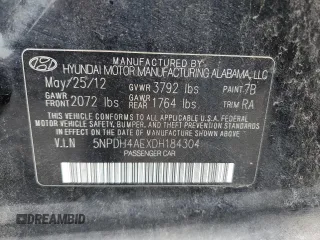 MANUFACTURED BY
HYUNDAI MOTOR MANUFACTURING ALABAMA, LLC
May/25/12 GVWR 3792 lbs PAINT 7B
GAWR FRONT 2072 lbs GAWR REAR 1764 lbs TRIM RA
THIS VEHICLE CONFORMS TO ALL APPLICABLE
FEDERAL MOTOR VEHICLE SAFETY, BUMPER, AND
THEFT PREVENTION STANDARDS IN EFFECT ON
THE DATE OF MANUFACTURE SHOWN ABOVE.
V.I.N 5NPDH4AEXDH184304
PASSENGER CAR
DREAMBID